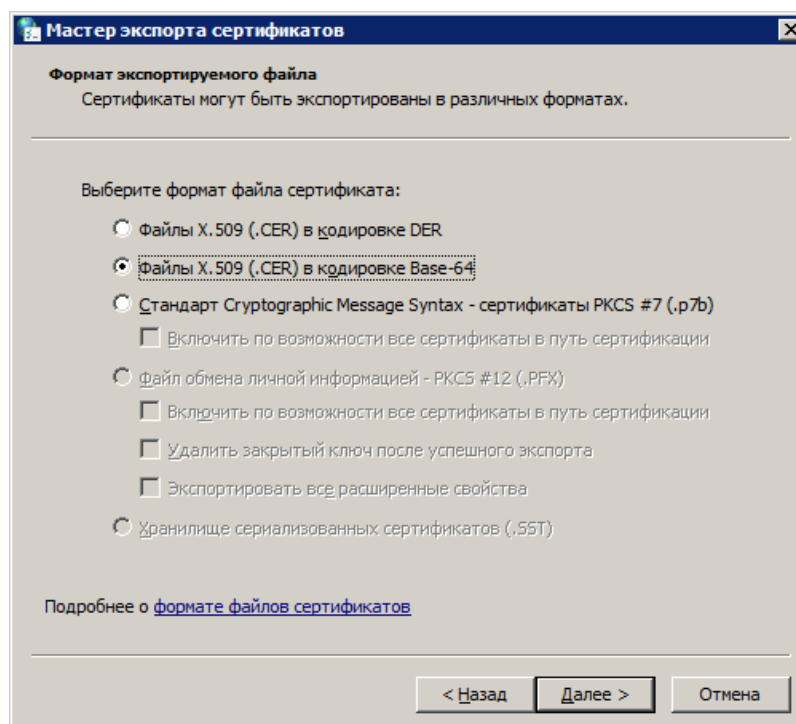 Мастер экспорта сертификатов
Формат экспортируемого файла
Сертификаты могут быть экспортированы в различных форматах.
Выберите формат файла сертификата:
Файлы X.509 (.CER) в кодировке DER
Файлы X.509 (.CER) в кодировке Base-64
Стандарт Cryptographic Message Syntax - сертификаты PKCS #7 (.p7b)
Включить по возможности все сертификаты в путь сертификации
Файл обмена личной информацией - PKCS #12 (.PFX)
Включить по возможности все сертификаты в путь сертификации
Удалить закрытый ключ после успешного экспорта
Экспортировать все расширенные свойства
Хранилище сериализованных сертификатов (.SST)
Подробнее о формате файлов сертификатов
< Назад Далее > Отмена